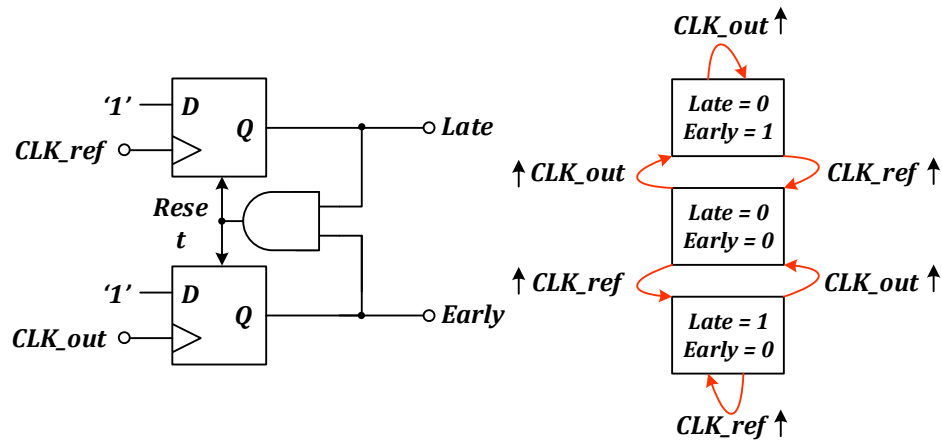 ‘1’
D
Q
CLK_ref
Late
Rese
t
‘1’
D
Q
CLK_out
Early
CLK_out ↑
Late = 0
Early = 1
↑ CLK_out
CLK_ref ↑
Late = 0
Early = 0
↑ CLK_ref
CLK_out ↑
Late = 1
Early = 0
CLK_ref ↑